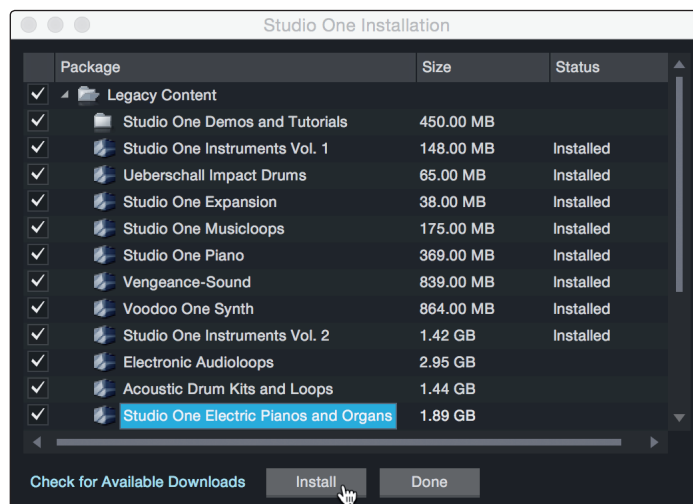 Studio One Installation
Package Size Status
Legacy Content
Studio One Demos and Tutorials 450.00 MB
Studio One Instruments Vol. 1 148.00 MB Installed
Ueberschall Impact Drums 65.00 MB Installed
Studio One Expansion 38.00 MB Installed
Studio One Musicloops 175.00 MB Installed
Studio One Piano 369.00 MB Installed
Vengeance-Sound 839.00 MB Installed
Voodoo One Synth 864.00 MB Installed
Studio One Instruments Vol. 2 1.42 GB Installed
Electronic Audioloops 2.95 GB
Acoustic Drum Kits and Loops 1.44 GB
Studio One Electric Pianos and Organs 1.89 GB
Check for Available Downloads Install Done